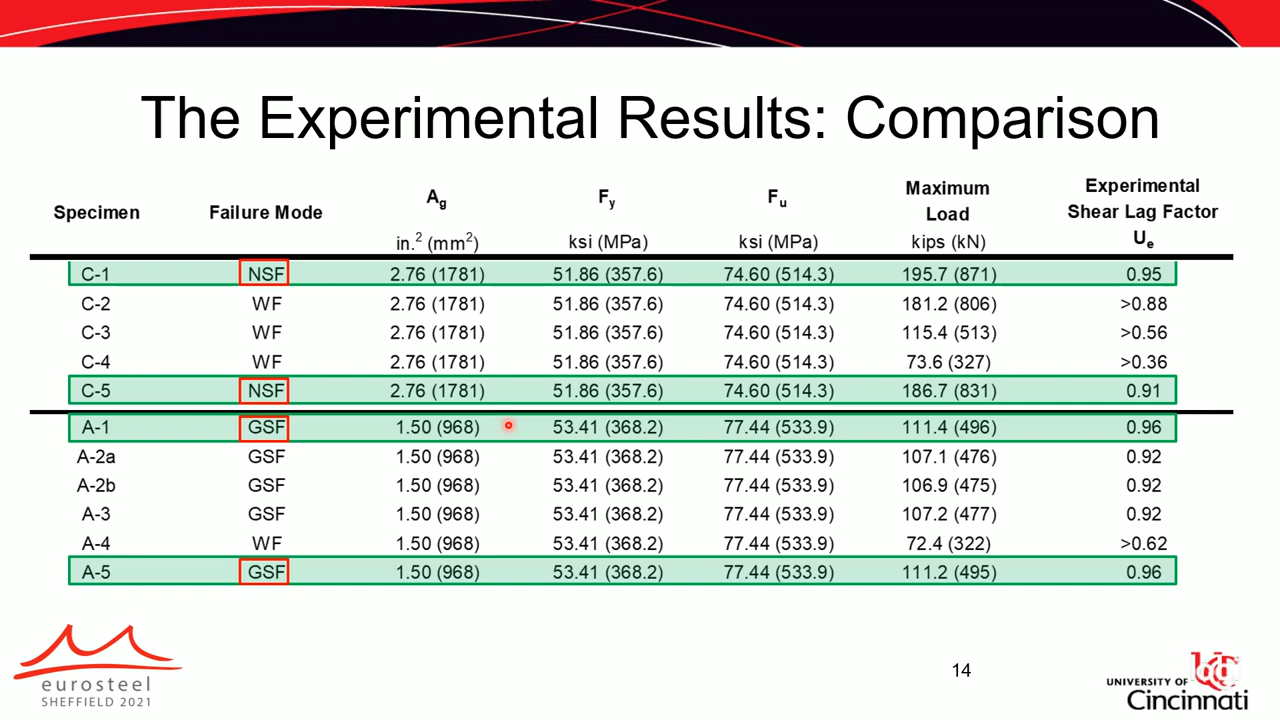 The Experimental Results: Comparison
Specimen Failure Mode Ag Fy Fu Maximum Load Experimental Shear Lag Factor Ue
in.2 (mm2) ksi (MPa) ksi (MPa) kips (kN)
C-1 NSF 2.76 (1781) 51.86 (357.6) 74.60 (514.3) 195.7 (871) 0.95
C-2 WF 2.76 (1781) 51.86 (357.6) 74.60 (514.3) 181.2 (806) >0.88
C-3 WF 2.76 (1781) 51.86 (357.6) 74.60 (514.3) 115.4 (513) >0.56
C-4 WF 2.76 (1781) 51.86 (357.6) 74.60 (514.3) 73.6 (327) >0.36
C-5 NSF 2.76 (1781) 51.86 (357.6) 74.60 (514.3) 186.7 (831) 0.91
A-1 GSF 1.50 (968) 53.41 (368.2) 77.44 (533.9) 111.4 (496) 0.96
A-2a GSF 1.50 (968) 53.41 (368.2) 77.44 (533.9) 107.1 (476) 0.92
A-2b GSF 1.50 (968) 53.41 (368.2) 77.44 (533.9) 106.9 (475) 0.92
A-3 GSF 1.50 (968) 53.41 (368.2) 77.44 (533.9) 107.2 (477) 0.92
A-4 WF 1.50 (968) 53.41 (368.2) 77.44 (533.9) 72.4 (322) >0.62
A-5 GSF 1.50 (968) 53.41 (368.2) 77.44 (533.9) 111.2 (495) 0.96
eurosteel
SHEFFIELD 2021
14
UNIVERSITY OF
Cincinnati